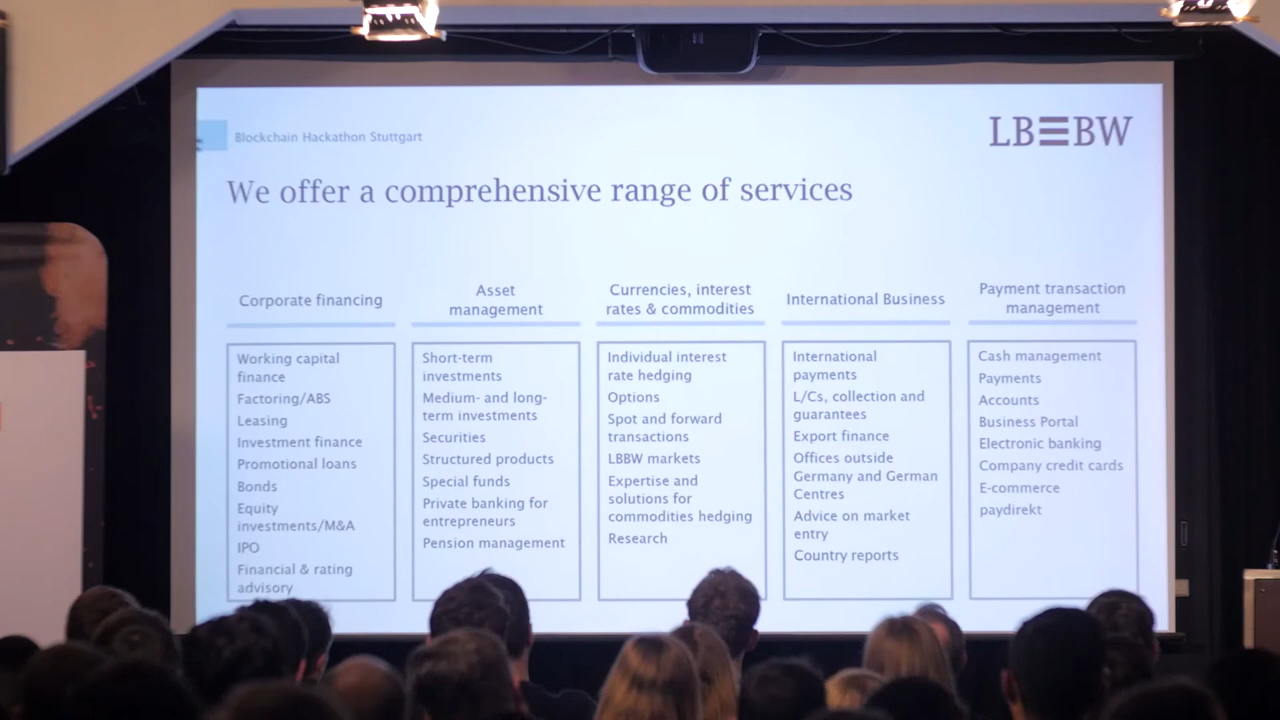 Blockchain Hackathon Stuttgart
LBBW
We offer a comprehensive range of services
Corporate financing
Working capital
finance
Factoring/ABS
Leasing
Investment finance
Promotional loans
Bonds
Equity
investments/M&A
IPO
Financial & rating
advisory
Asset
management
Short-term
investments
Medium- and long-
term investments
Securities
Structured products
Special funds
Private banking for
entrepreneurs
Pension management
Currencies, interest
rates & commodities
Individual interest
rate hedging
Options
Spot and forward
transactions
LBBW markets
Expertise and
solutions for
commodities hedging
Research
International Business
International
payments
L/Cs, collection and
guarantees
Export finance
Offices outside
Germany and German
Centres
Advice on market
entry
Country reports
Payment transaction
management
Cash management
Payments
Accounts
Business Portal
Electronic banking
Company credit cards
E-commerce
paydirekt